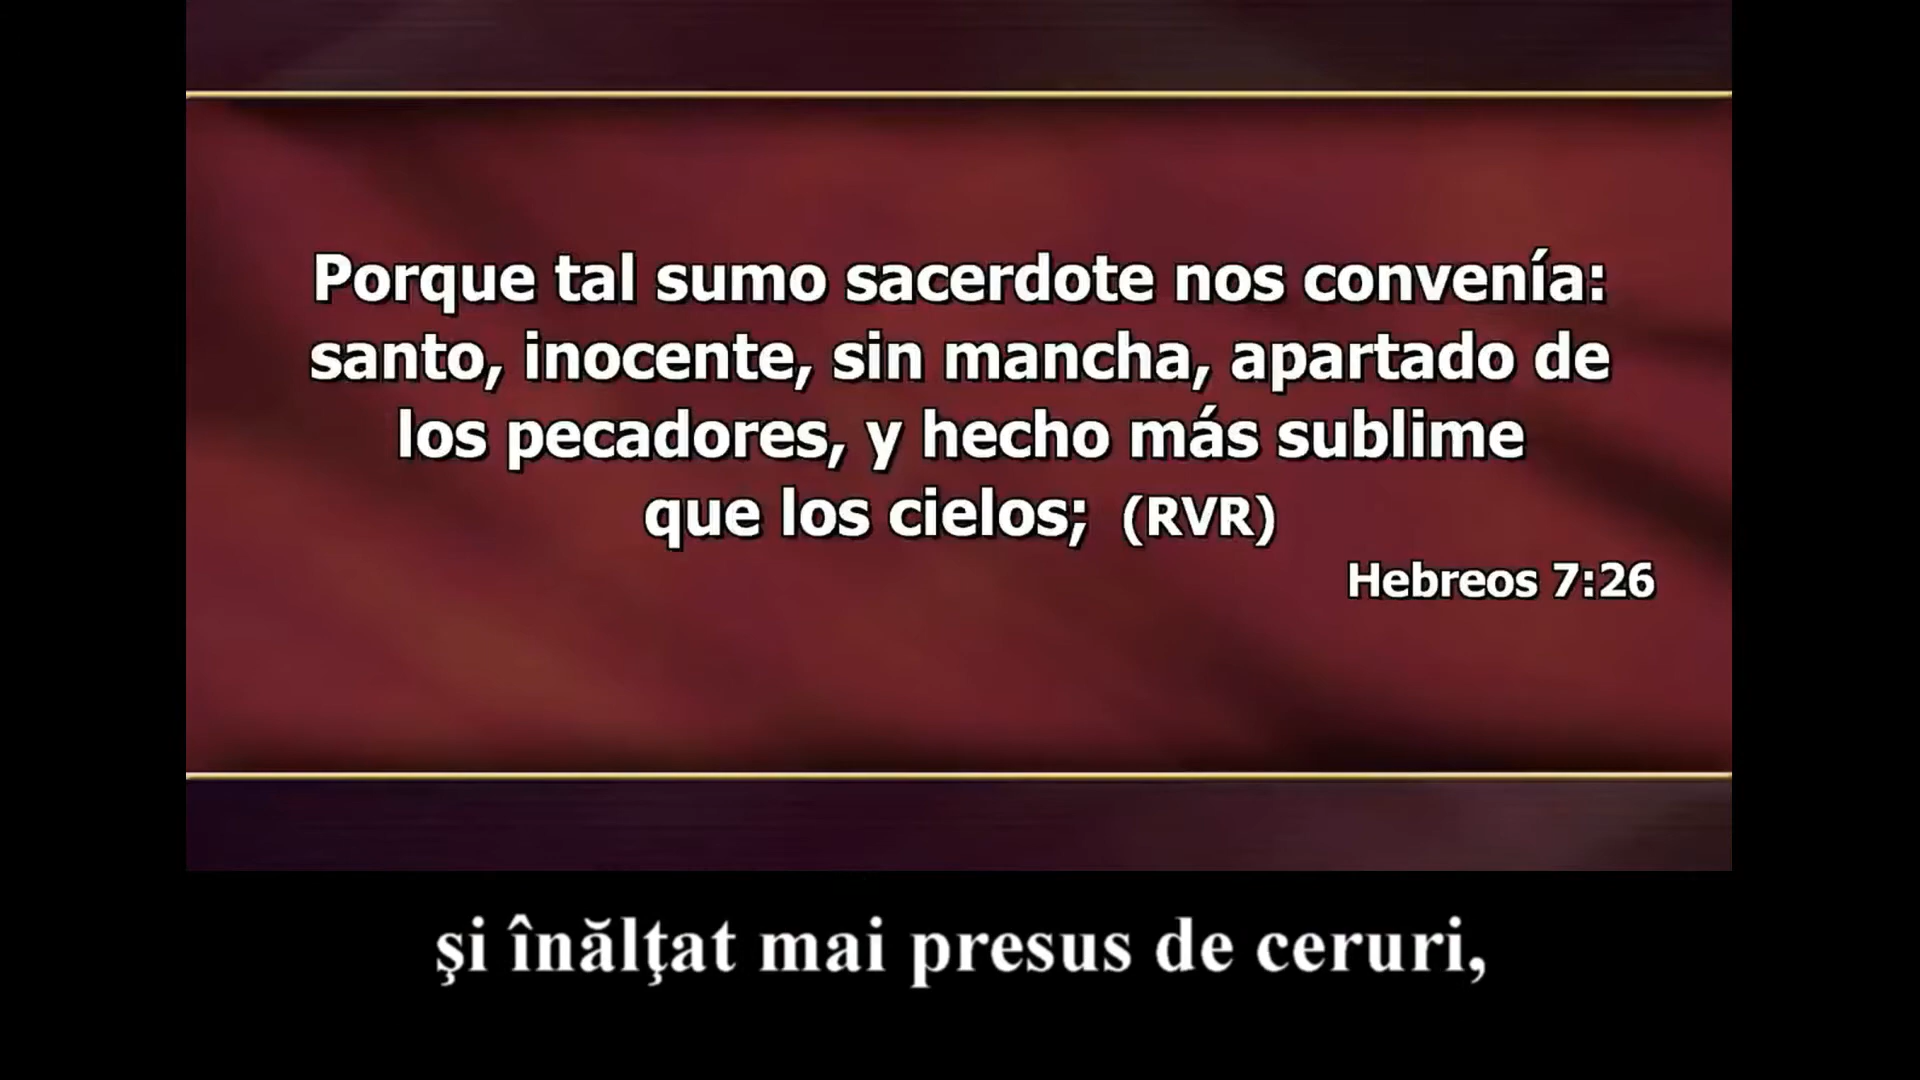 Porque tal sumo sacerdote nos convenía:
santo, inocente, sin mancha, apartado de
los pecadores, y hecho más sublime
que los cielos; (RVR)
Hebreos 7:26
şi înălţat mai presus de ceruri,